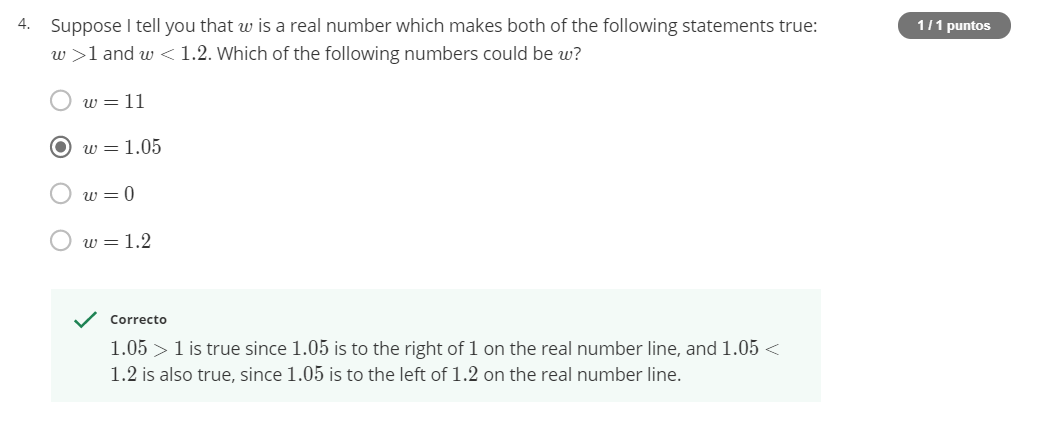 4. Suppose I tell you that w is a real number which makes both of the following statements true:
1 / 1 puntos
w >1 and w < 1.2. Which of the following numbers could be w?
w = 11
w = 1.05
w = 0
w = 1.2
Correcto
1.05 > 1 is true since 1.05 is to the right of 1 on the real number line, and 1.05 <
1.2 is also true, since 1.05 is to the left of 1.2 on the real number line.